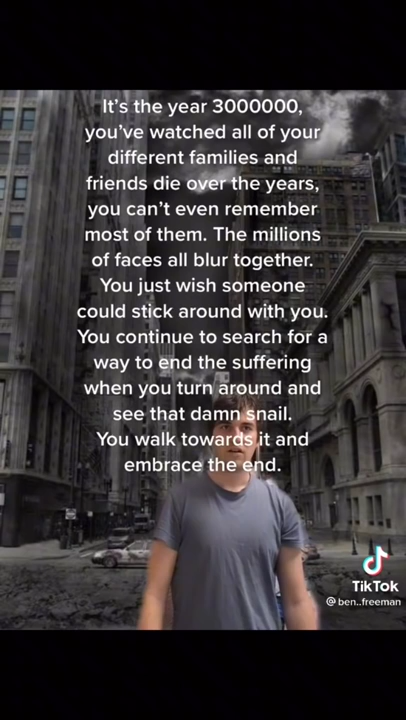 It’s the year 3000000,
you’ve watched all of your
different families and
friends die over the years,
you can’t even remember
most of them. The millions
of faces all blur together.
You just wish someone
could stick around with you.
You continue to search for a
way to end the suffering
when you turn around and
see that damn snail.
You walk towards it and
embrace the end.
TikTok
@ben..freeman